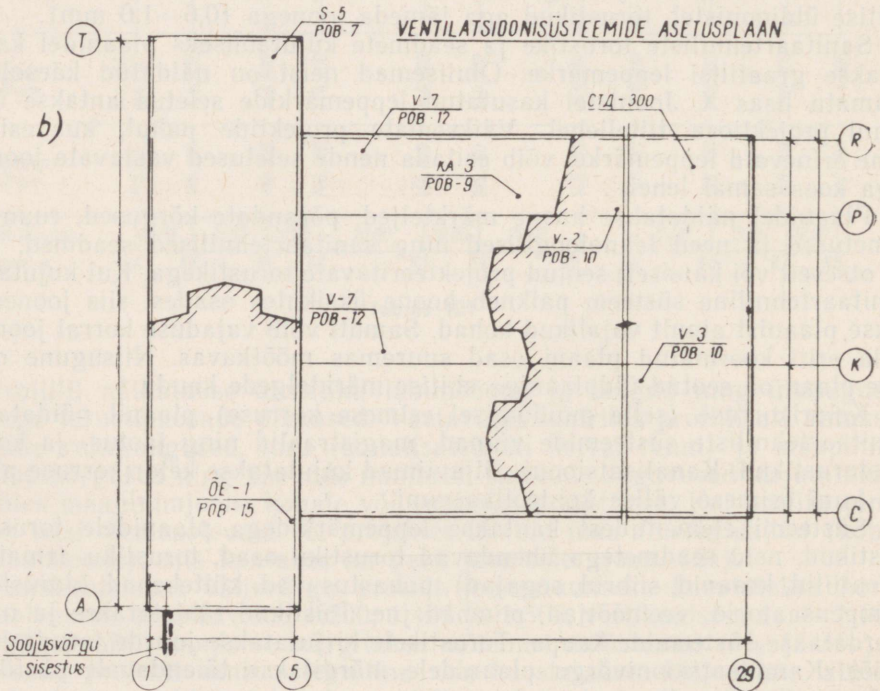 VENTILATSIOONISÜSTEEMIDE ASETUSPLAAN
b)
T
S-5
POB-7
V-7
POB-12
СТД-300
R
KA-3
POB-9
P
V-2
POB-10
V-7
POB-12
V-3
POB-10
K
ÕE-1
POB-15
C
A
Soojusvõrgu
sisestus
1
5
29